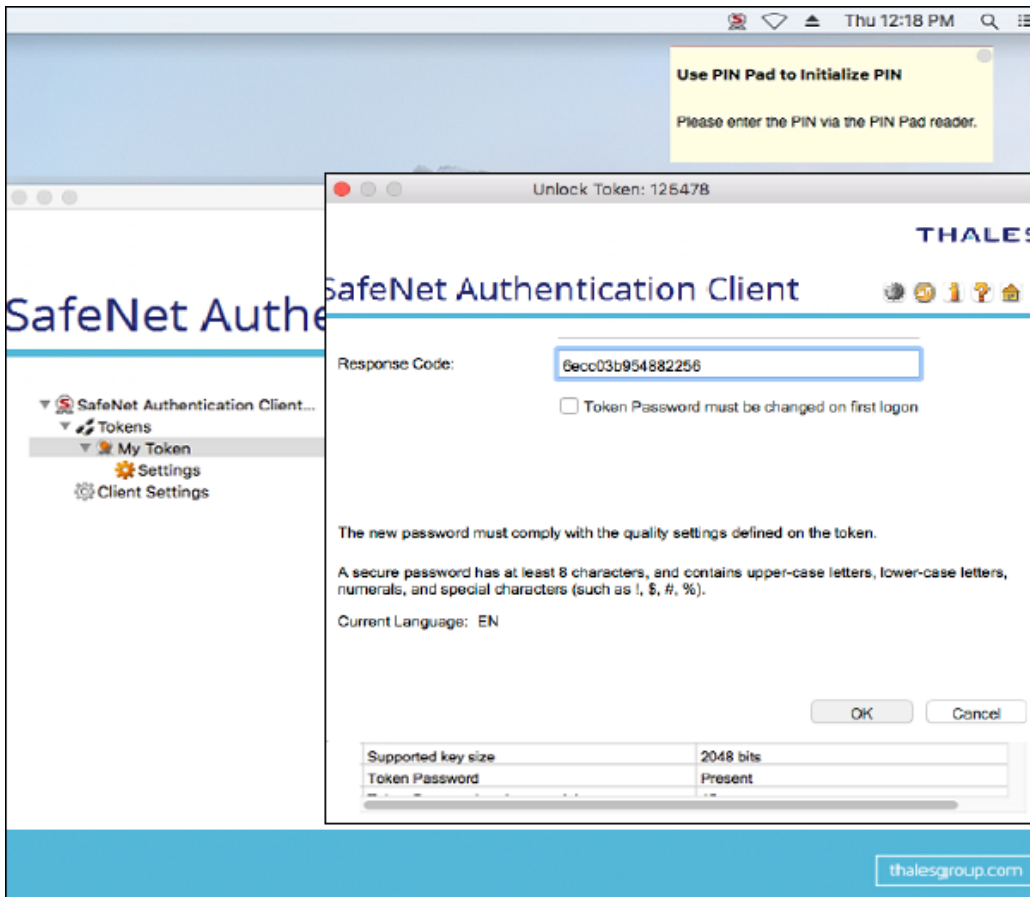 Thu 12:18 PM
Use PIN Pad to Initialize PIN
Please enter the PIN via the PIN Pad reader.
Unlock Token: 126478
THALES
SafeNet Authe
SafeNet Authentication Client
Response Code:
6ecc03b954882256
Token Password must be changed on first logon
SafeNet Authentication Client...
Tokens
My Token
Settings
Client Settings
The new password must comply with the quality settings defined on the token.
A secure password has at least 8 characters, and contains upper-case letters, lower-case letters,
numerals, and special characters (such as !, $, #, %).
Current Language: EN
OK
Cancel
Supported key size
2048 bits
Token Password
Present
thalesgroup.com